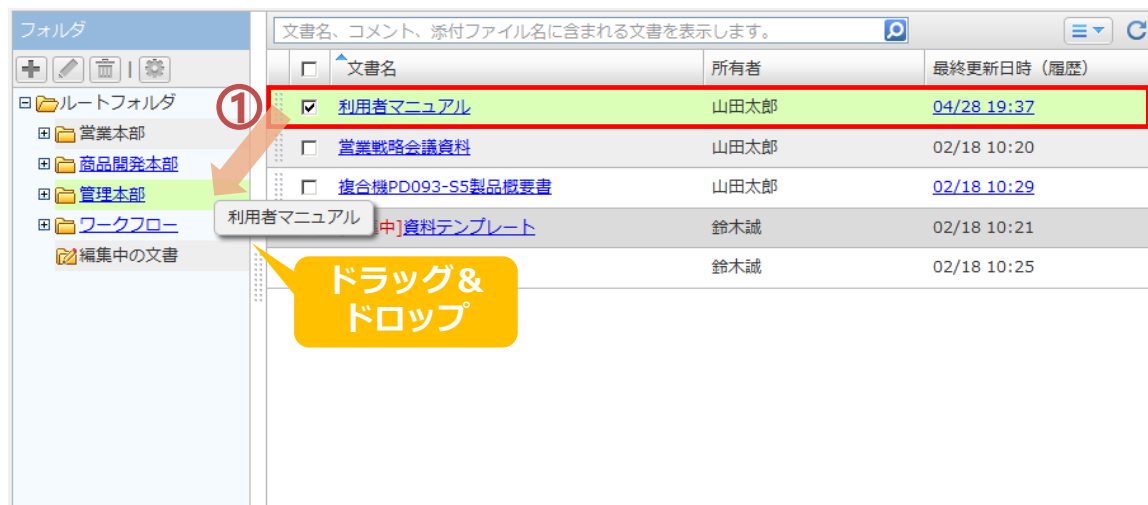 フォルダ
文書名、コメント、添付ファイル名に含まれる文書を表示します。
文書名 所有者 最終更新日時（履歴）
ルートフォルダ
営業本部
商品開発本部
管理本部
ワークフロー
編集中の文書
①
利用者マニュアル 山田太郎 04/28 19:37
営業戦略会議資料 山田太郎 02/18 10:20
複合機PD093-S5製品概要書 山田太郎 02/18 10:29
中]資料テンプレート 鈴木誠 02/18 10:21
鈴木誠 02/18 10:25
利用者マニュアル
ドラッグ&
ドロップ